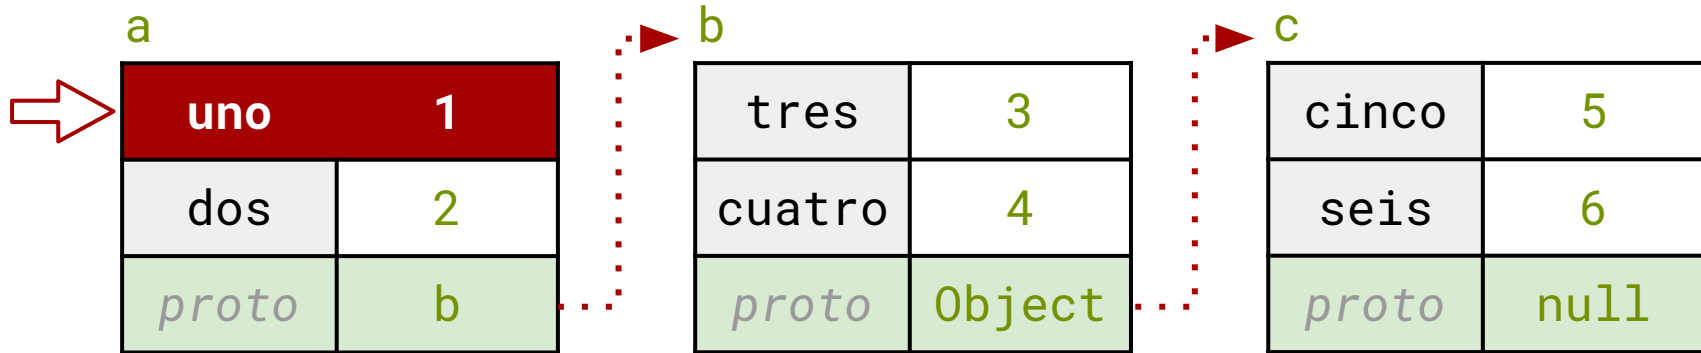 a b c
uno 1 tres 3 cinco 5
dos 2 cuatro 4 seis 6
proto b proto Object proto null